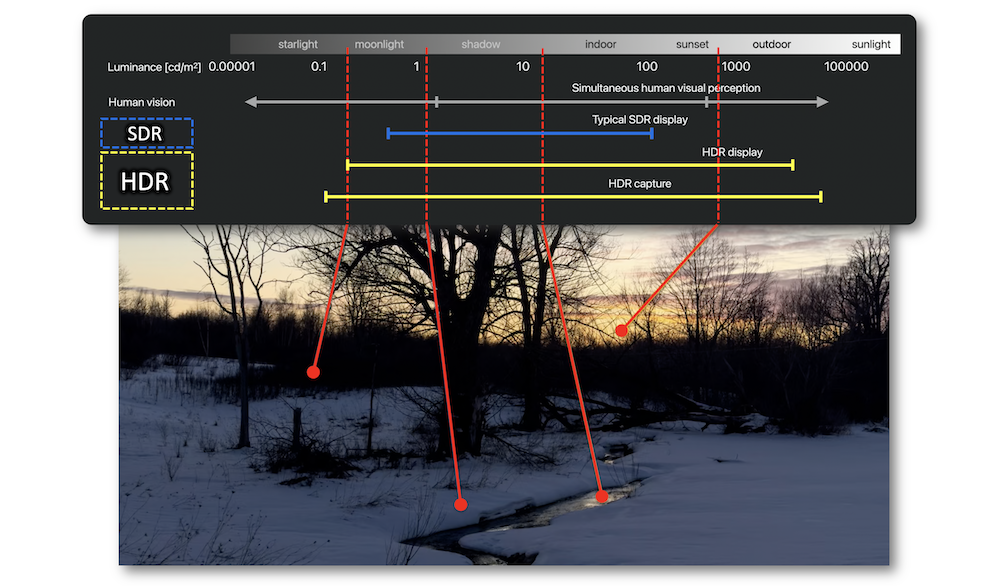 starlight moonlight shadow indoor sunset outdoor sunlight
Luminance [cd/m²] 0.00001 0.1 1 10 100 1000 100000
Simultaneous human visual perception
Human vision
Typical SDR display
SDR
HDR display
HDR
HDR capture